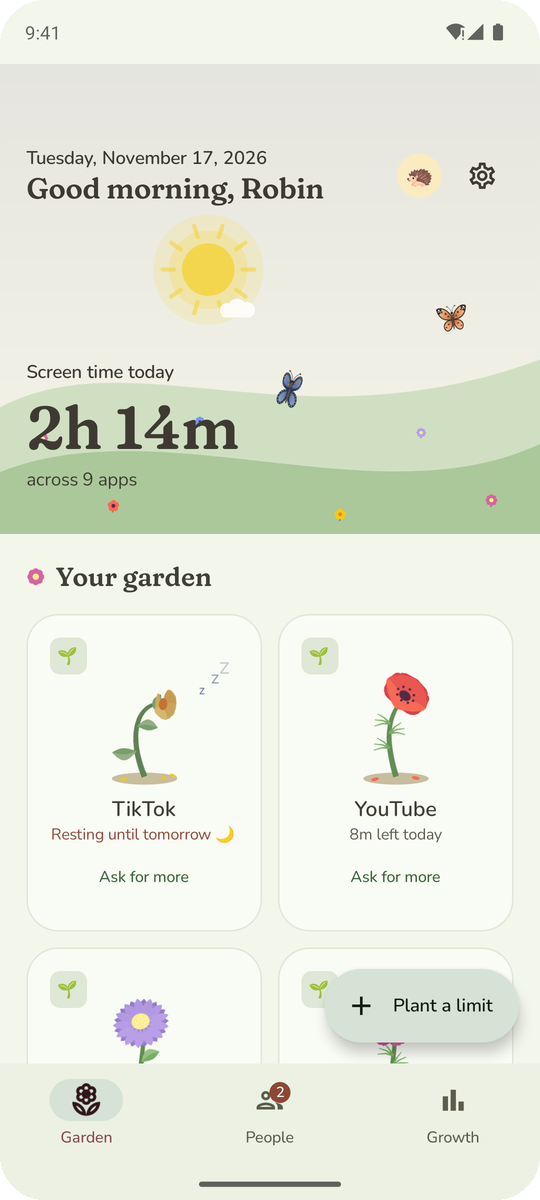 9:41
Tuesday, November 17, 2026
Good morning, Robin
Screen time today
2h 14m
across 9 apps
Your garden
z z Z
TikTok
Resting until tomorrow 🌙
Ask for more
YouTube
8m left today
Ask for more
Plant a limit
2
Garden
People
Growth